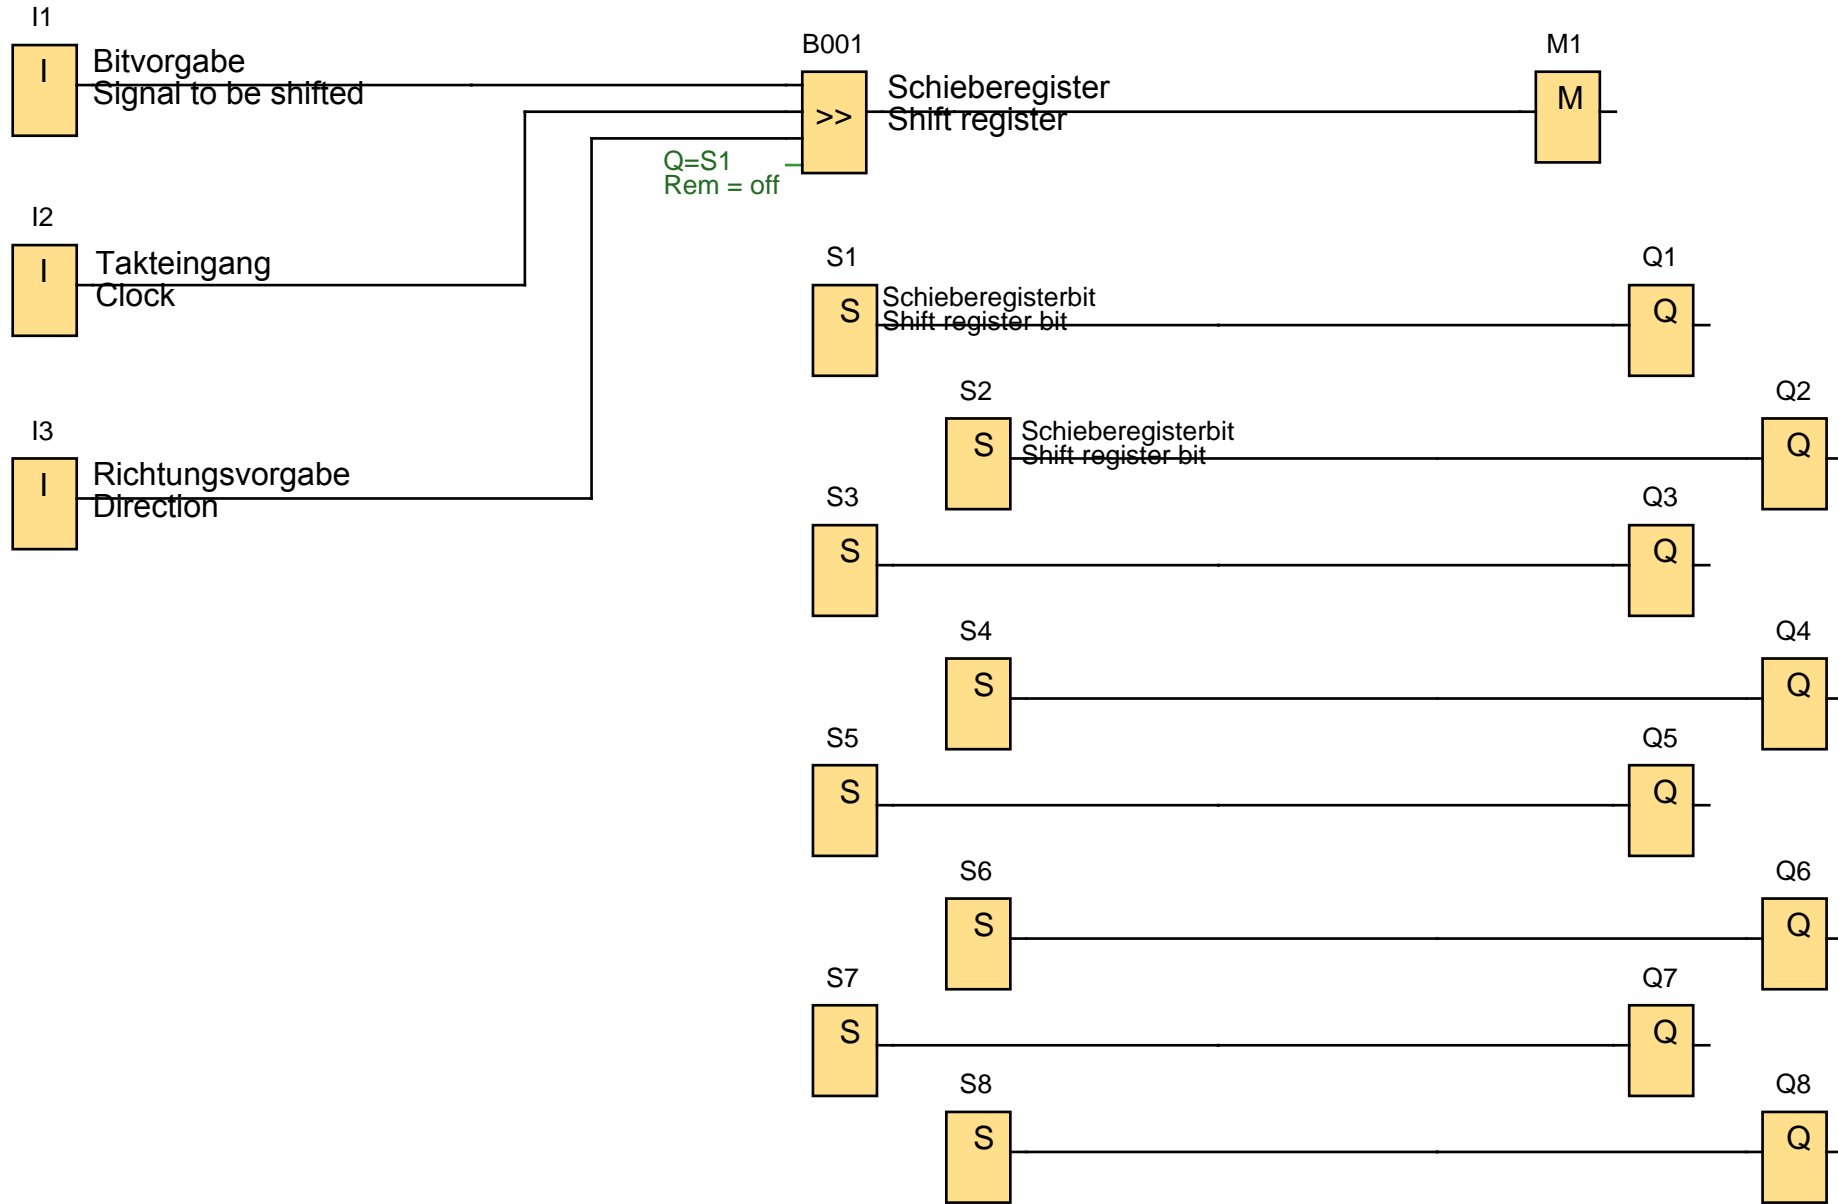 I1
I
Bitvorgabe
Signal to be shifted
B001
>>
Schieberegister
Shift register
M1
M
Q=S1
Rem = off
I2
I
Takteingang
Clock
S1
S
Schieberegisterbit
Shift register bit
Q1
Q
S2
S
Schieberegisterbit
Shift register bit
Q2
Q
I3
I
Richtungsvorgabe
Direction
S3
S
Q3
Q
S4
S
Q4
Q
S5
S
Q5
Q
S6
S
Q6
Q
S7
S
Q7
Q
S8
S
Q8
Q